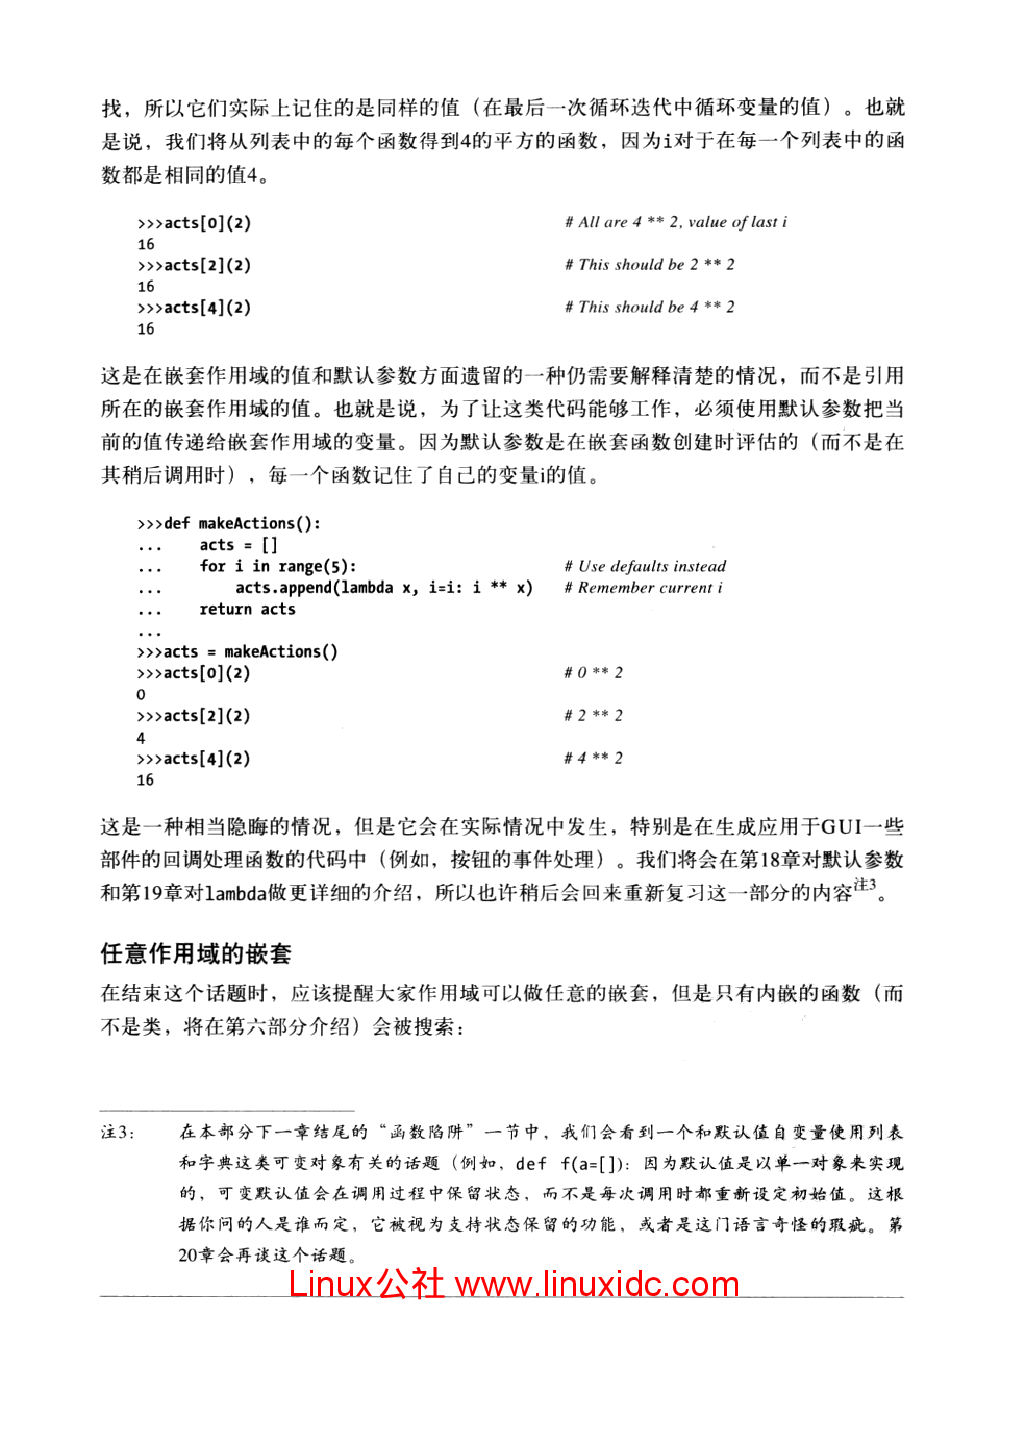 找，所以它们实际上记住的是同样的值（在最后一次循环迭代中循环变量的值）。也就
是说，我们将从列表中的每个函数得到4的平方的函数，因为i对于在每一个列表中的函
数都是相同的值4。
>>>acts[0](2) # All are 4 ** 2, value of last i
16
>>>acts[2](2) # This should be 2 ** 2
16
>>>acts[4](2) # This should be 4 ** 2
16
这是在嵌套作用域的值和默认参数方面遗留的一种仍需要解释清楚的情况，而不是引用
所在的嵌套作用域的值。也就是说，为了让这类代码能够工作，必须使用默认参数把当
前的值传递给嵌套作用域的变量。因为默认参数是在嵌套函数创建时评估的（而不是在
其稍后调用时），每一个函数记住了自己的变量i的值。
>>>def makeActions():
...     acts = []
...     for i in range(5): # Use defaults instead
...         acts.append(lambda x, i=i: i ** x) # Remember current i
...     return acts
...
>>>acts = makeActions()
>>>acts[0](2) # 0 ** 2
0
>>>acts[2](2) # 2 ** 2
4
>>>acts[4](2) # 4 ** 2
16
这是一种相当隐晦的情况，但是它会在实际情况中发生，特别是在生成应用于GUI一些
部件的回调处理函数的代码中（例如，按钮的事件处理）。我们将会在第18章对默认参数
和第19章对lambda做更详细的介绍，所以也许稍后会回来重新复习这一部分的内容注3。
任意作用域的嵌套
在结束这个话题时，应该提醒大家作用域可以做任意的嵌套，但是只有内嵌的函数（而
不是类，将在第六部分介绍）会被搜索：
注3： 在本部分下一章结尾的“函数陷阱”一节中，我们会看到一个和默认值自变量使用列表
和字典这类可变对象有关的话题（例如，def f(a=[])：因为默认值是以单一对象来实现
的，可变默认值会在调用过程中保留状态，而不是每次调用时都重新设定初始值。这根
据你问的人是谁而定，它被视为支持状态保留的功能，或者是这门语言奇怪的瑕疵。第
20章会再谈这个话题。
Linux公社 www.linuxidc.com